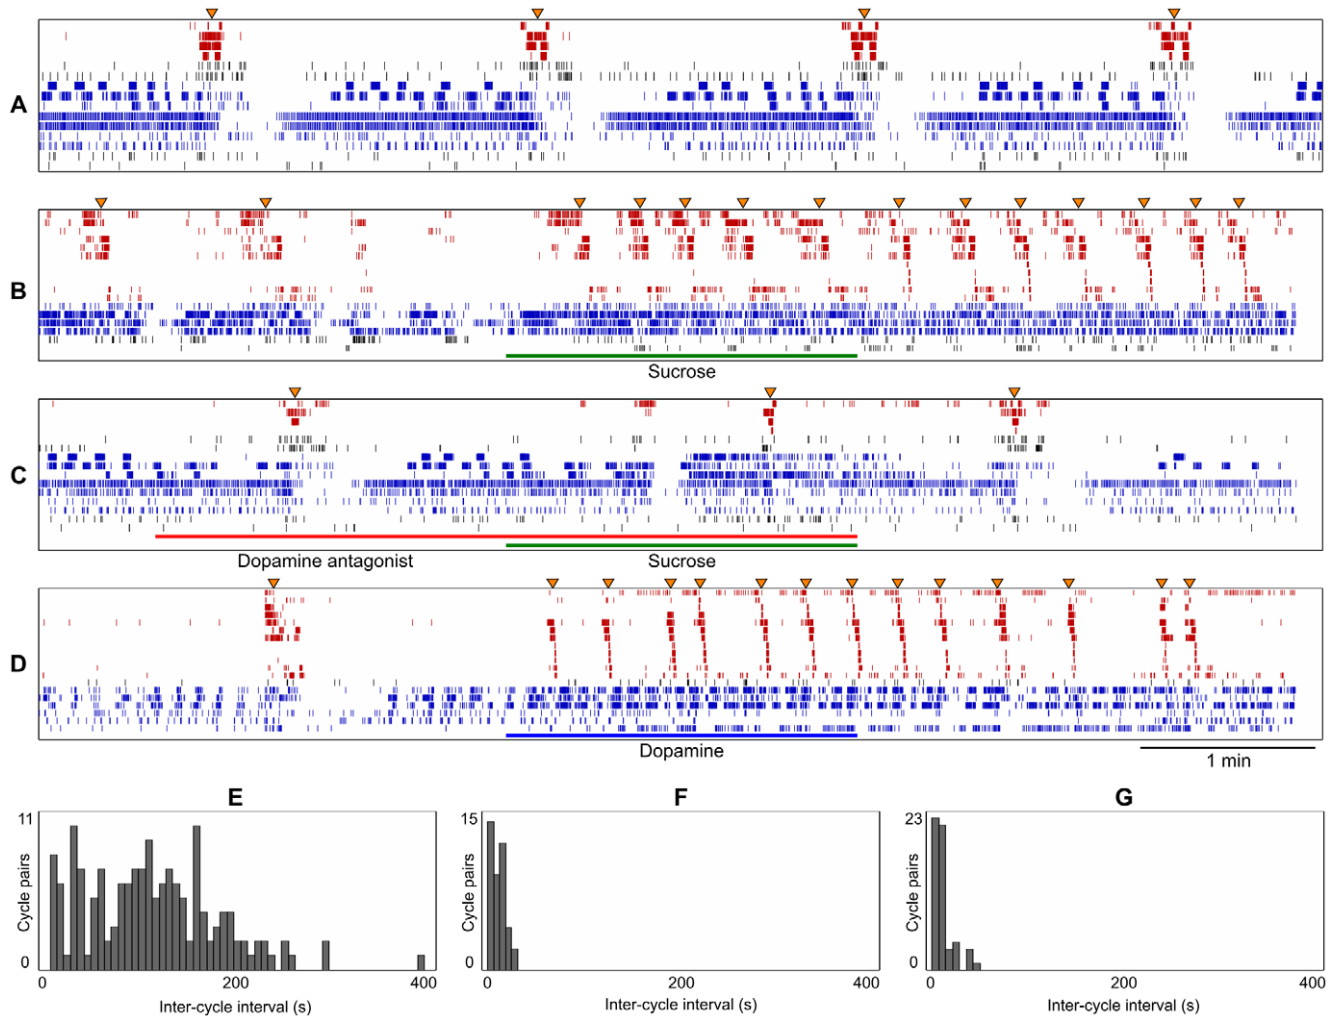 A
B
Sucrose
C
Dopamine antagonist Sucrose
D
Dopamine
1 min
E F G
11 15 23
Cycle pairs Cycle pairs Cycle pairs
0 0 0
0 200 400 0 200 400 0 200 400
Inter-cycle interval (s) Inter-cycle interval (s) Inter-cycle interval (s)